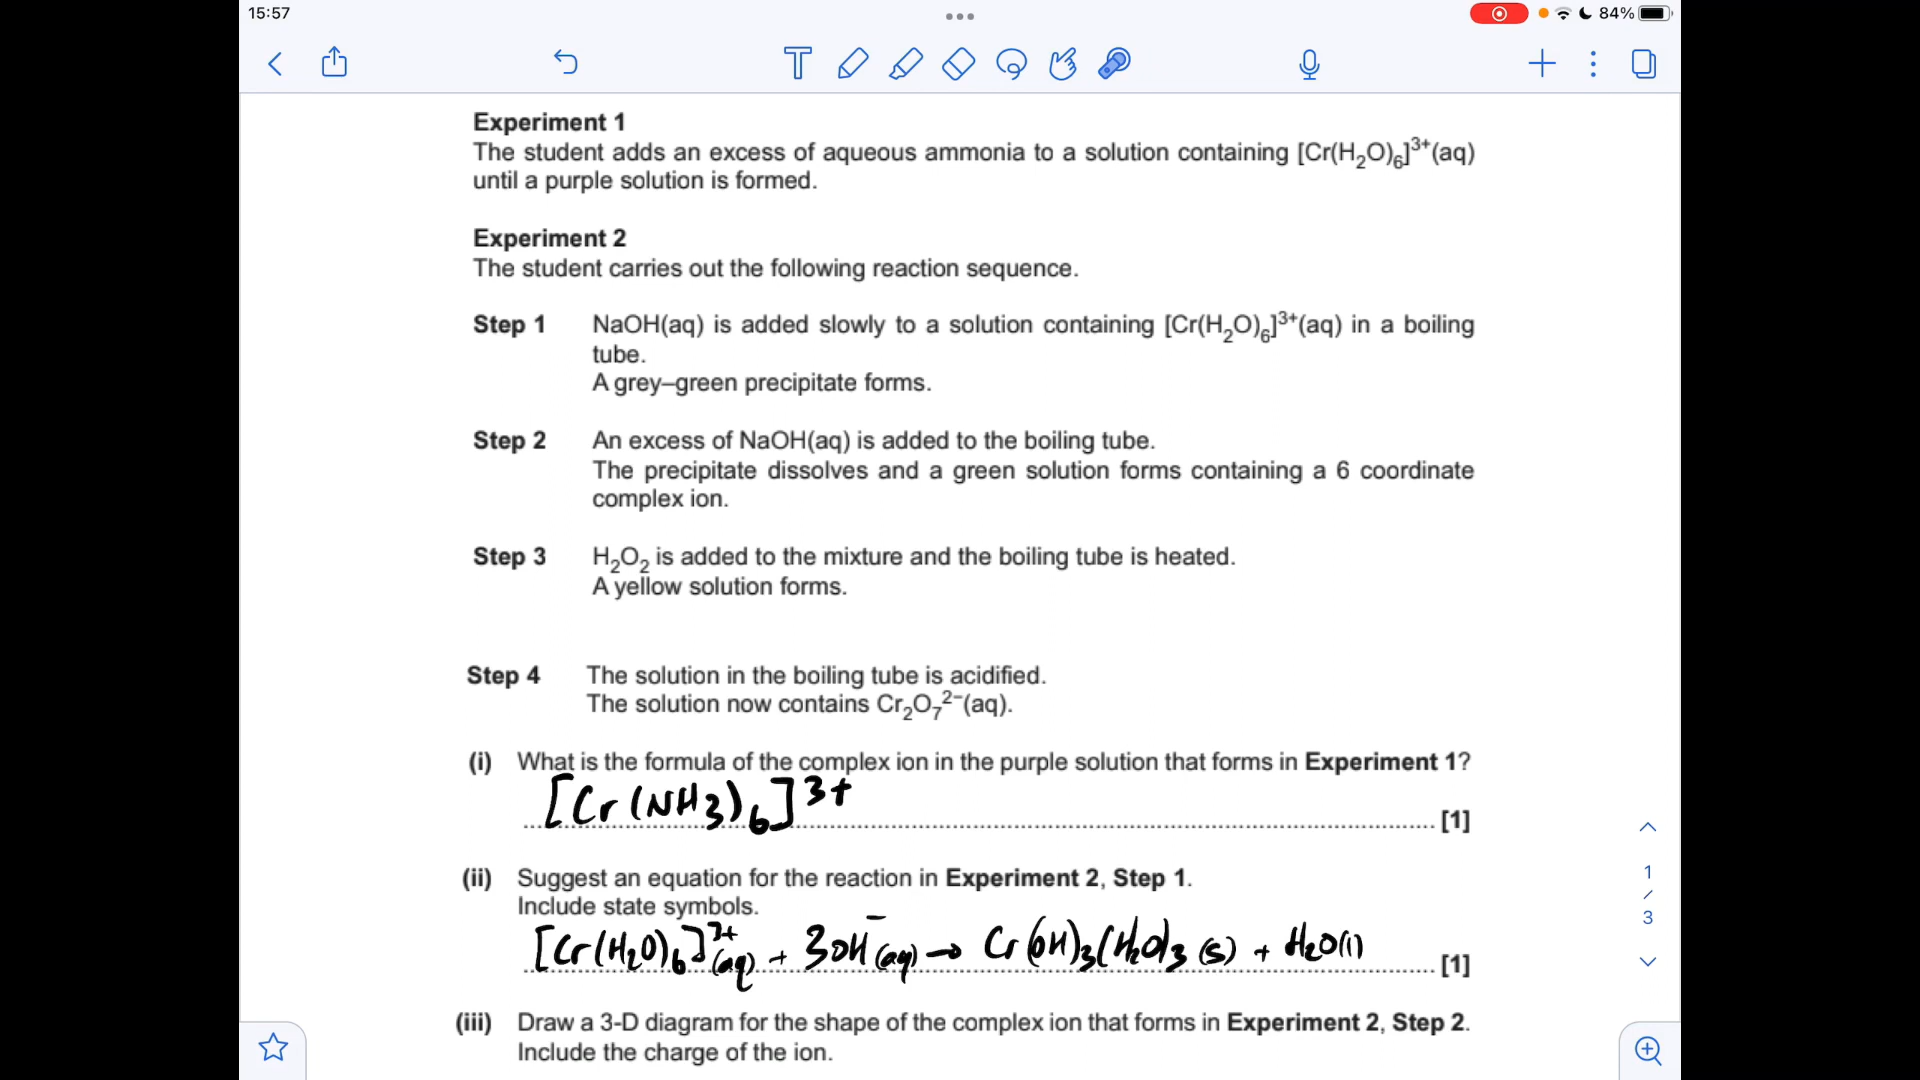 15:57
84%
Experiment 1
The student adds an excess of aqueous ammonia to a solution containing [Cr(H₂O)₆]³⁺(aq)
until a purple solution is formed.
Experiment 2
The student carries out the following reaction sequence.
Step 1 NaOH(aq) is added slowly to a solution containing [Cr(H₂O)₆]³⁺(aq) in a boiling
tube.
A grey–green precipitate forms.
Step 2 An excess of NaOH(aq) is added to the boiling tube.
The precipitate dissolves and a green solution forms containing a 6 coordinate
complex ion.
Step 3 H₂O₂ is added to the mixture and the boiling tube is heated.
A yellow solution forms.
Step 4 The solution in the boiling tube is acidified.
The solution now contains Cr₂O₇²⁻(aq).
(i) What is the formula of the complex ion in the purple solution that forms in Experiment 1?
[Cr(NH3)₆]³⁺
[1]
(ii) Suggest an equation for the reaction in Experiment 2, Step 1.
Include state symbols.
[Cr(H₂O)₆]³⁺(aq) + 3OH⁻(aq) → Cr(OH)₃(H₂O)₃(s) + H₂O(l)
[1]
(iii) Draw a 3-D diagram for the shape of the complex ion that forms in Experiment 2, Step 2.
Include the charge of the ion.
1
/
3